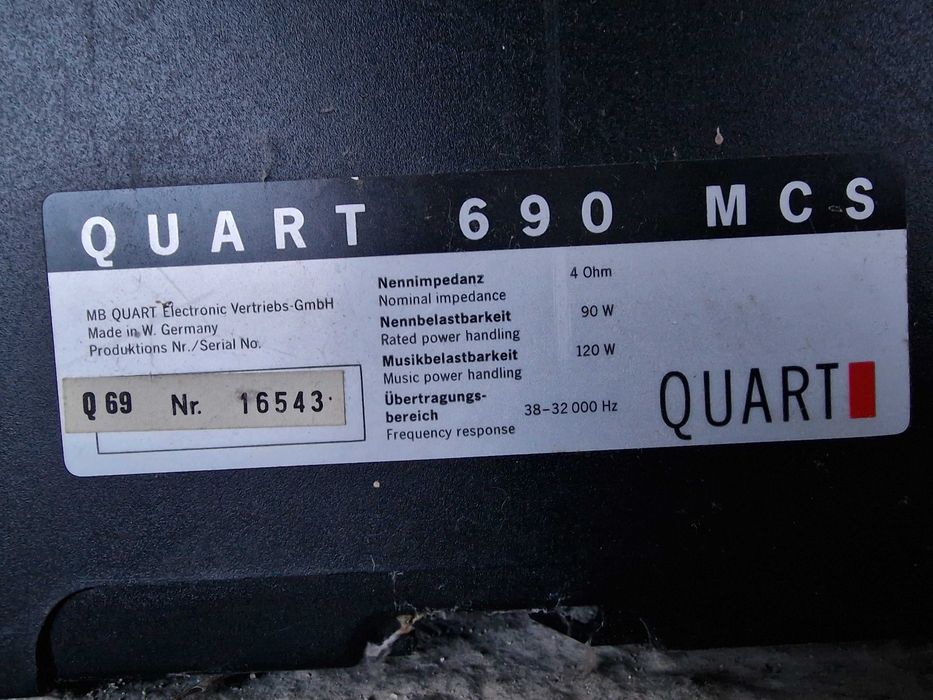 QUART 690 MCS
MB QUART Electronic Vertriebs-GmbH
Made in W. Germany
Produktions Nr./Serial No.
Q 69 Nr. 16543
Nennimpedanz 4 Ohm
Nominal impedance
Nennbelastbarkeit 90 W
Rated power handling
Musikbelastbarkeit 120 W
Music power handling
Übertragungs-
bereich 38–32 000 Hz
Frequency response
QUART